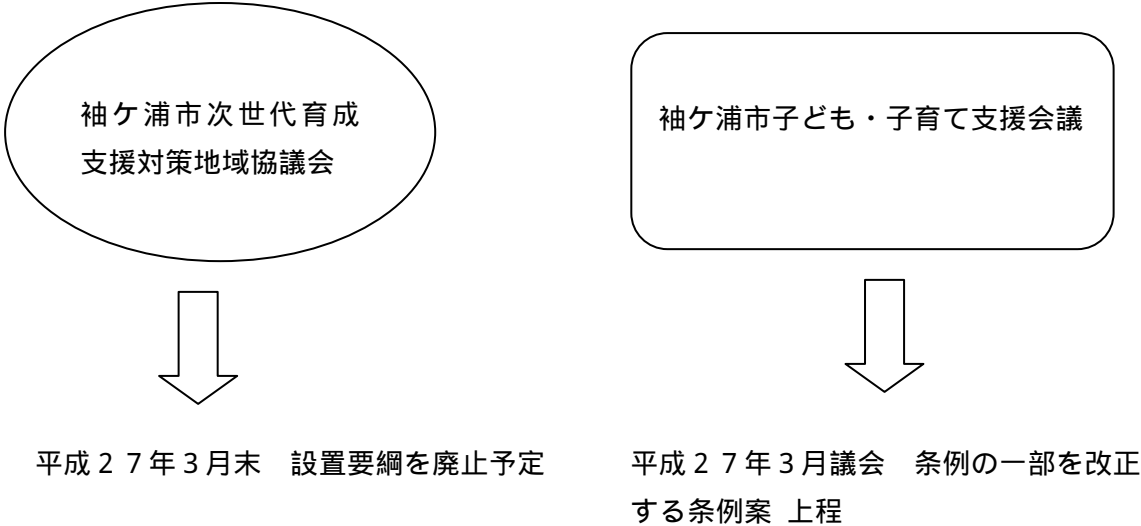 袖ケ浦市次世代育成
支援対策地域協議会
袖ケ浦市子ども・子育て支援会議
平成２７年３月末　設置要綱を廃止予定
平成２７年３月議会　条例の一部を改正
する条例案 上程